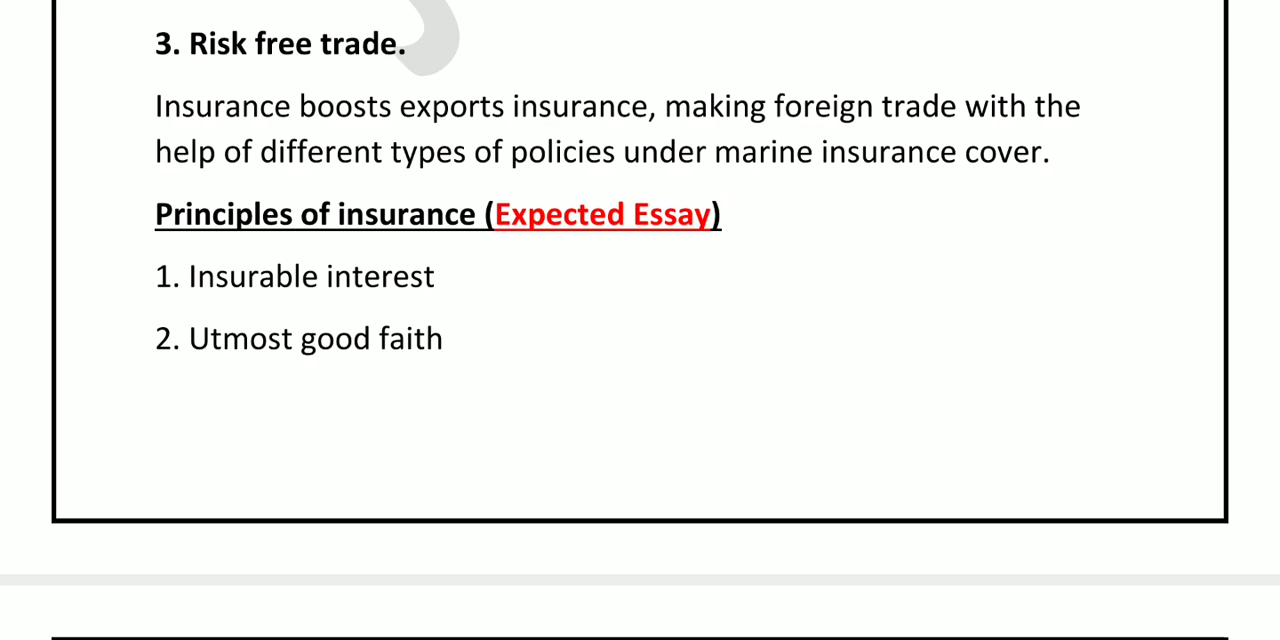 3. Risk free trade.
Insurance boosts exports insurance, making foreign trade with the
help of different types of policies under marine insurance cover.
Principles of insurance (Expected Essay)
1. Insurable interest
2. Utmost good faith